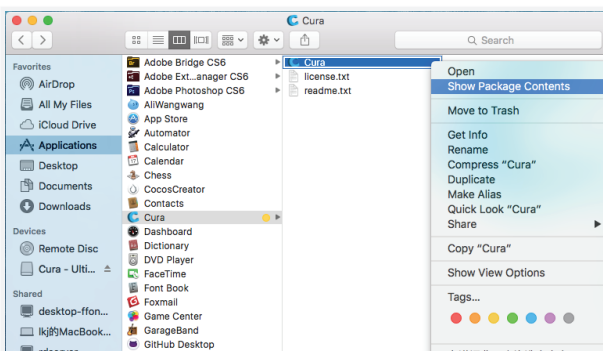 Cura
Search
Favorites
AirDrop
All My Files
iCloud Drive
Applications
Desktop
Documents
Downloads
Devices
Remote Disc
Cura - Ulti...
Shared
desktop-ffon...
lkj的MacBook...
Adobe Bridge CS6
Adobe Ext...anager CS6
Adobe Photoshop CS6
AliWangwang
App Store
Automator
Calculator
Calendar
Chess
CocosCreator
Contacts
Cura
Dashboard
Dictionary
DVD Player
FaceTime
Font Book
Foxmail
Game Center
GarageBand
GitHub Desktop
Cura
license.txt
readme.txt
Open
Show Package Contents
Move to Trash
Get Info
Rename
Compress “Cura”
Duplicate
Make Alias
Quick Look “Cura”
Share
Copy “Cura”
Show View Options
Tags...